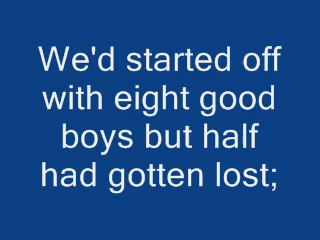 We'd started off
with eight good
boys but half
had gotten lost;